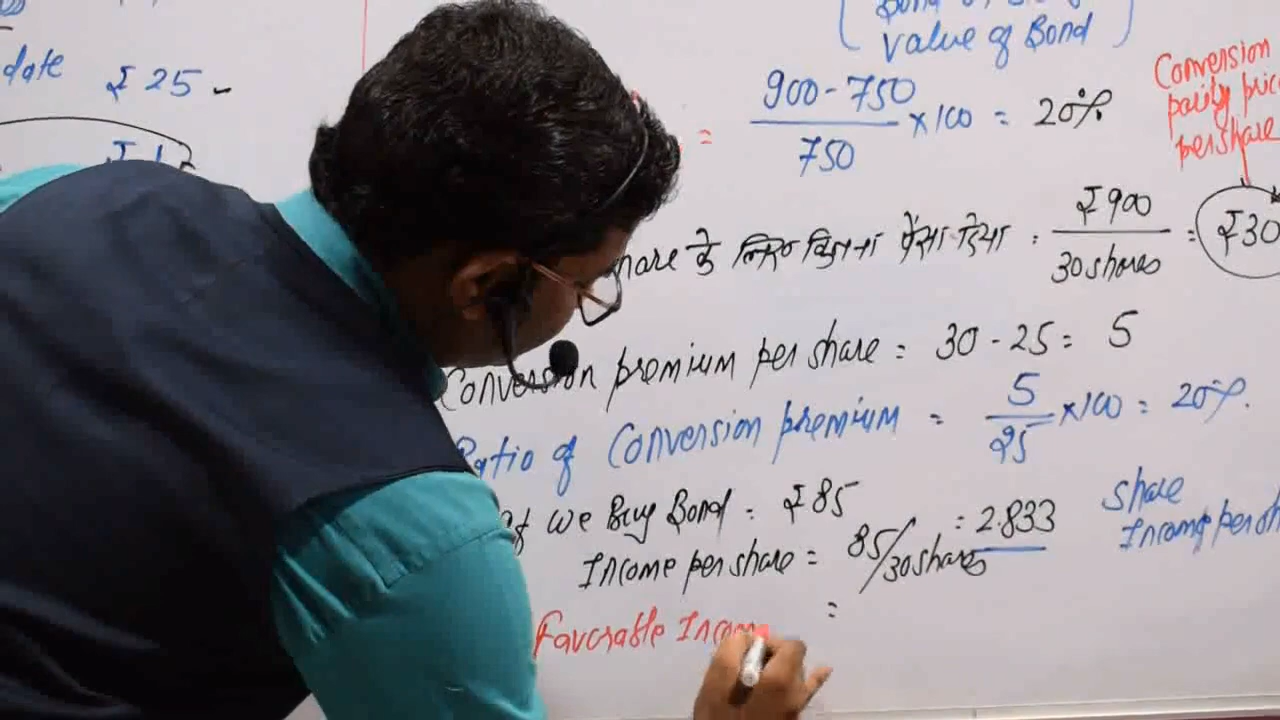 date
₹25
value of Bond
900-750
750
×100 = 20%
Conversion
parity price
per share
=
share के लिए कितना पैसा दिया =
₹900
30 shares
= ₹30
Conversion premium per share = 30 - 25 = 5
Ratio of Conversion premium =
5
25
×100 = 20%.
If We Buy Bond = ₹85
Income per share = 85/30 shares = 2.833
Share
Income per sh
=
Favorable Income